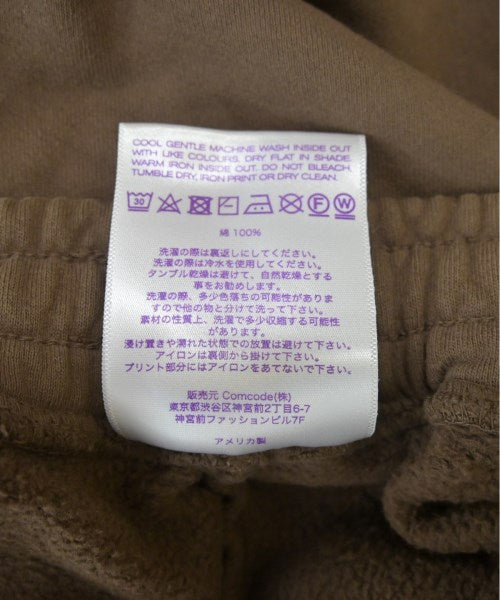 COOL GENTLE MACHINE WASH INSIDE OUT
WITH LIKE COLOURS, DRY FLAT IN SHADE.
WARM IRON INSIDE OUT. DO NOT BLEACH,
TUMBLE DRY, IRON PRINT OR DRY CLEAN.
30 F W
綿 100%
洗濯の際は裏返しにしてください。
洗濯の際は冷水を使用してください。
タンブル乾燥は避けて、自然乾燥とする
事をお勧めします。
洗濯の際、多少色落ちの可能性がありま
すので他の物と分けて洗って下さい。
素材の性質上、洗濯で多少収縮する可能性
があります。
浸け置きや濡れた状態での放置は避けて下さい。
アイロンは裏側から掛けて下さい。
プリント部分にはアイロンをあてないで下さい。
販売元 Comcode(株)
東京都渋谷区神宮前2丁目6-7
神宮前ファッションビル7F
アメリカ製